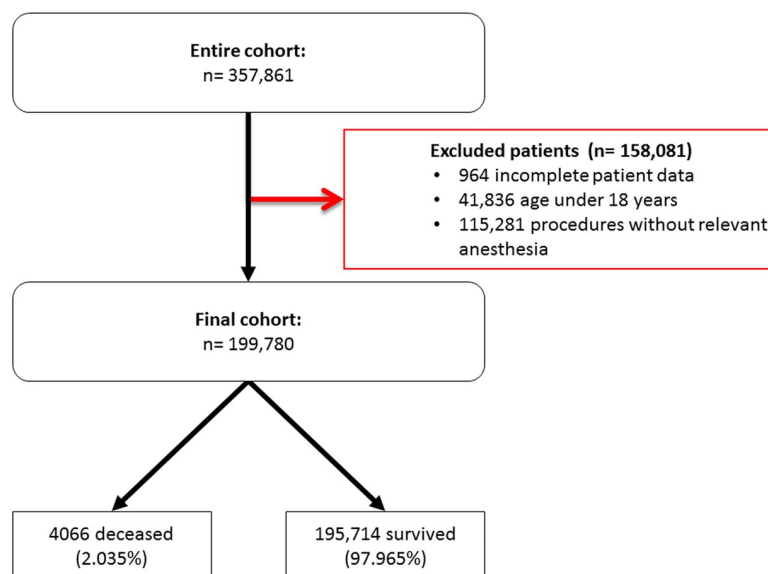 Entire cohort:
n= 357,861
Excluded patients (n= 158,081)
• 964 incomplete patient data
• 41,836 age under 18 years
• 115,281 procedures without relevant
anesthesia
Final cohort:
n= 199,780
4066 deceased
(2.035%)
195,714 survived
(97.965%)